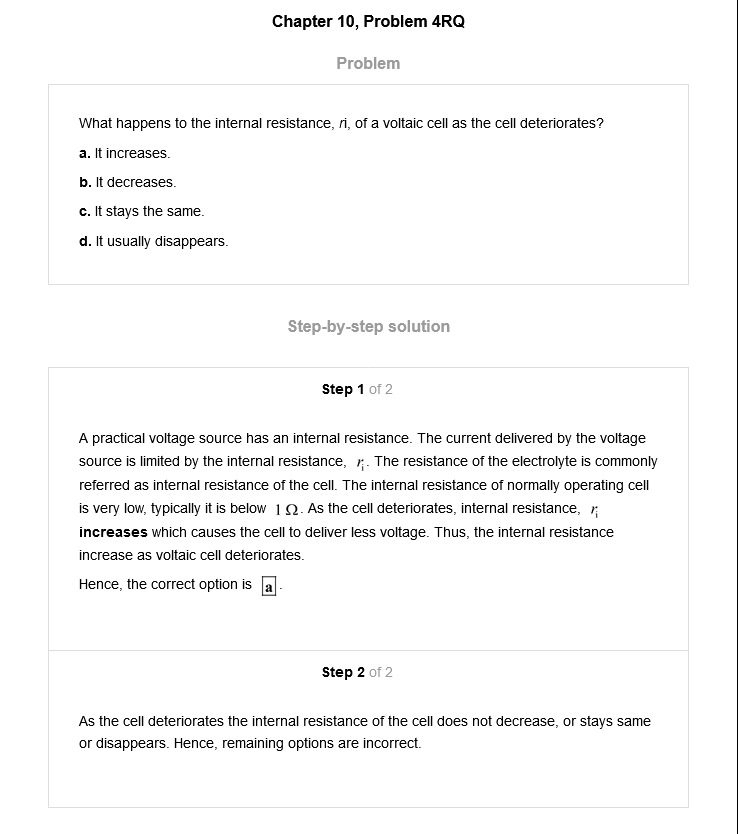 Chapter 10, Problem 4RQ
Problem
What happens to the internal resistance, ri, of a voltaic cell as the cell deteriorates?
a. It increases.
b. It decreases.
c. It stays the same.
d. It usually disappears.
Step-by-step solution
Step 1 of 2
A practical voltage source has an internal resistance. The current delivered by the voltage
source is limited by the internal resistance, rᵢ. The resistance of the electrolyte is commonly
referred as internal resistance of the cell. The internal resistance of normally operating cell
is very low, typically it is below 1 Ω. As the cell deteriorates, internal resistance, rᵢ
increases which causes the cell to deliver less voltage. Thus, the internal resistance
increase as voltaic cell deteriorates.
Hence, the correct option is a.
Step 2 of 2
As the cell deteriorates the internal resistance of the cell does not decrease, or stays same
or disappears. Hence, remaining options are incorrect.